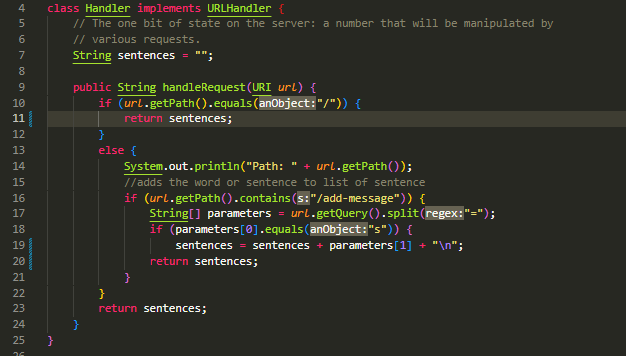 4 class Handler implements URLHandler {
5 // The one bit of state on the server: a number that will be manipulated by
6 // various requests.
7 String sentences = "";
8
9 public String handleRequest(URI url) {
10 if (url.getPath().equals(anObject:"/")) {
11 return sentences;
12 }
13 else {
14 System.out.println("Path: " + url.getPath());
15 //adds the word or sentence to list of sentence
16 if (url.getPath().contains(s:"/add-message")) {
17 String[] parameters = url.getQuery().split(regex:"=");
18 if (parameters[0].equals(anObject:"s")) {
19 sentences = sentences + parameters[1] + "\n";
20 return sentences;
21 }
22 }
23 return sentences;
24 }
25 }
26